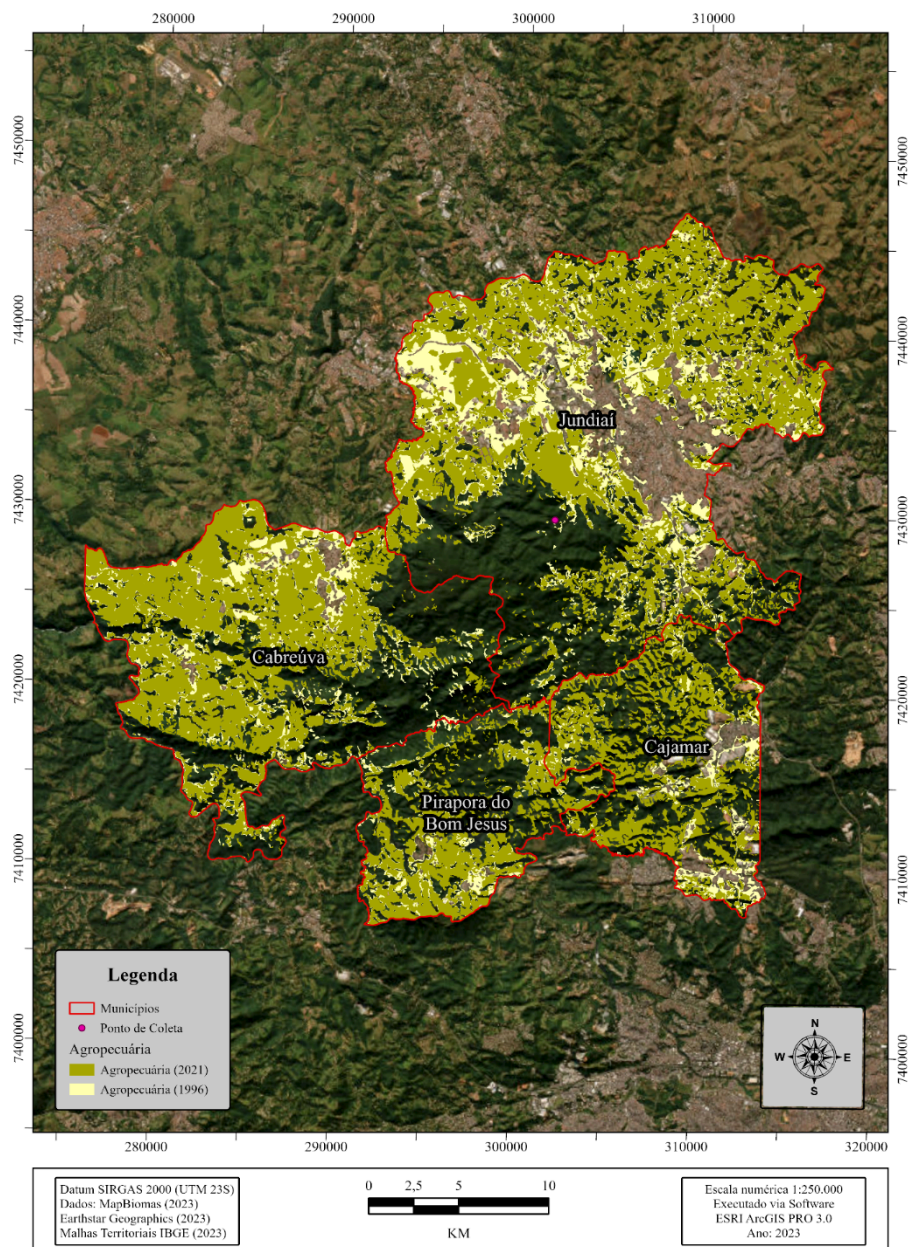 280000 290000 300000 310000
7450000
7450000
7440000
7440000
Jundiaí
7430000
7430000
Cabreúva
7420000
7420000
Cajamar
Pirapora do
Bom Jesus
7410000
7410000
Legenda
Municípios
Ponto de Coleta
Agropecuária
Agropecuária (2021)
Agropecuária (1996)
7400000
7400000
N
W E
S
280000 290000 300000 310000 320000
Datum SIRGAS 2000 (UTM 23S)
Dados: MapBiomas (2023)
Earthstar Geographics (2023)
Malhas Territoriais IBGE (2023)
0 2,5 5 10
KM
Escala numérica 1:250.000
Executado via Software
ESRI ArcGIS PRO 3.0
Ano: 2023